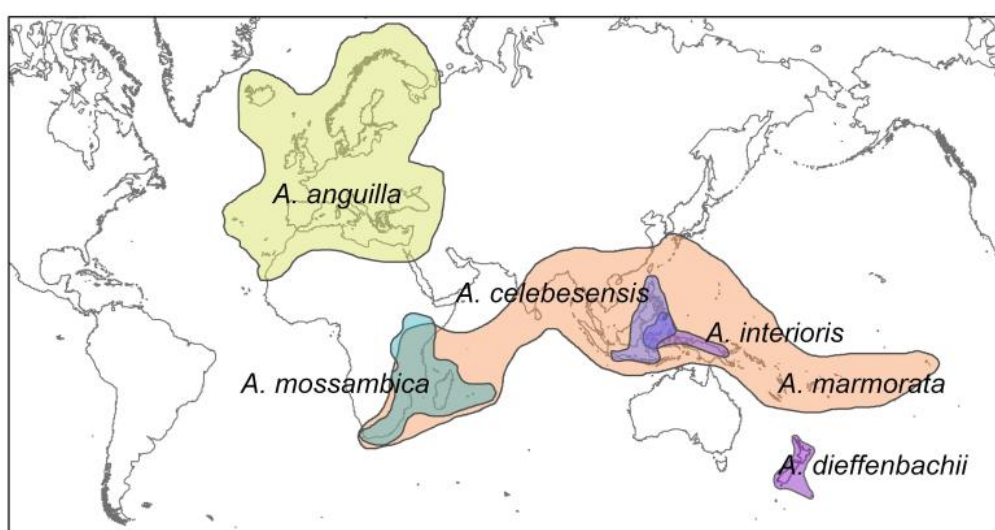 A. anguilla
A. celebesensis
A. interioris
A. mossambica
A. marmorata
A. dieffenbachii